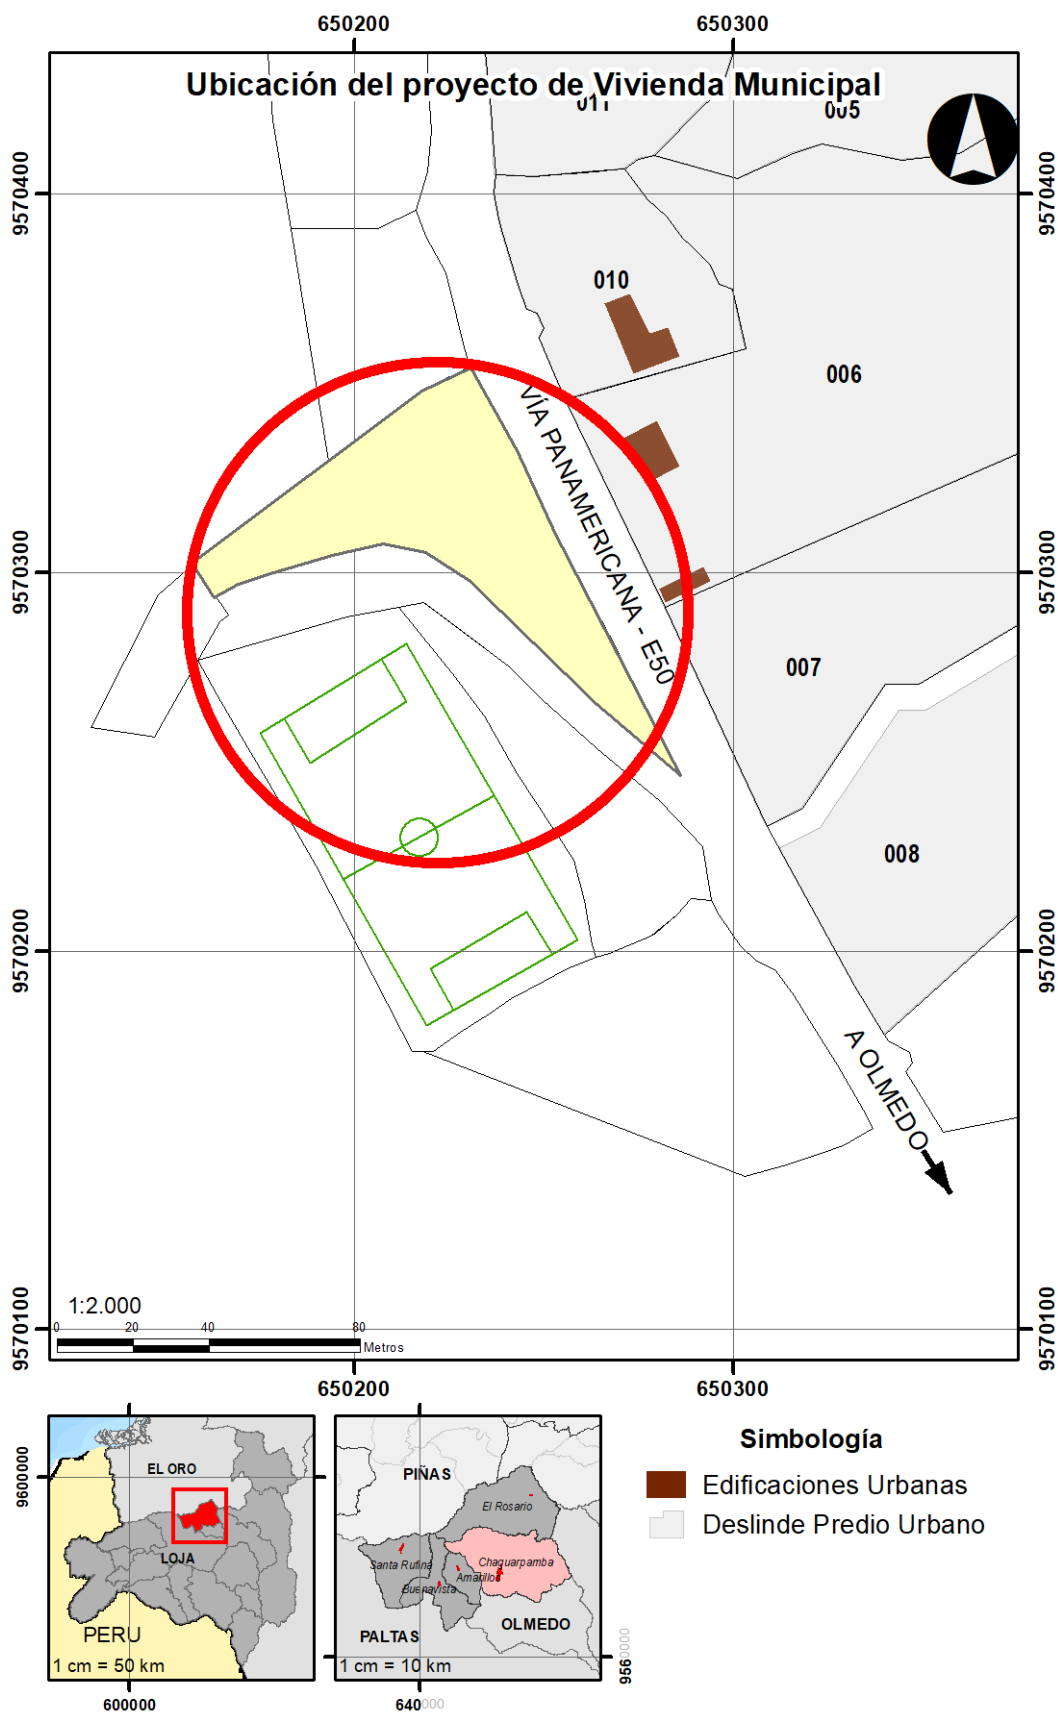 650200
650300
Ubicación del proyecto de Vivienda Municipal
011
005
9570400
9570400
010
006
VÍA PANAMERICANA - E50
9570300
9570300
007
008
9570200
9570200
A OLMEDO
1:2.000
0 20 40 80
Metros
9570100
9570100
650200
650300
Simbología
Edificaciones Urbanas
Deslinde Predio Urbano
9600000
EL ORO
LOJA
PERU
1 cm = 50 km
600000
PIÑAS
El Rosario
Santa Rufina
Chaguarpamba
Amarillos
Buenavista
OLMEDO
PALTAS
1 cm = 10 km
9560000
640000